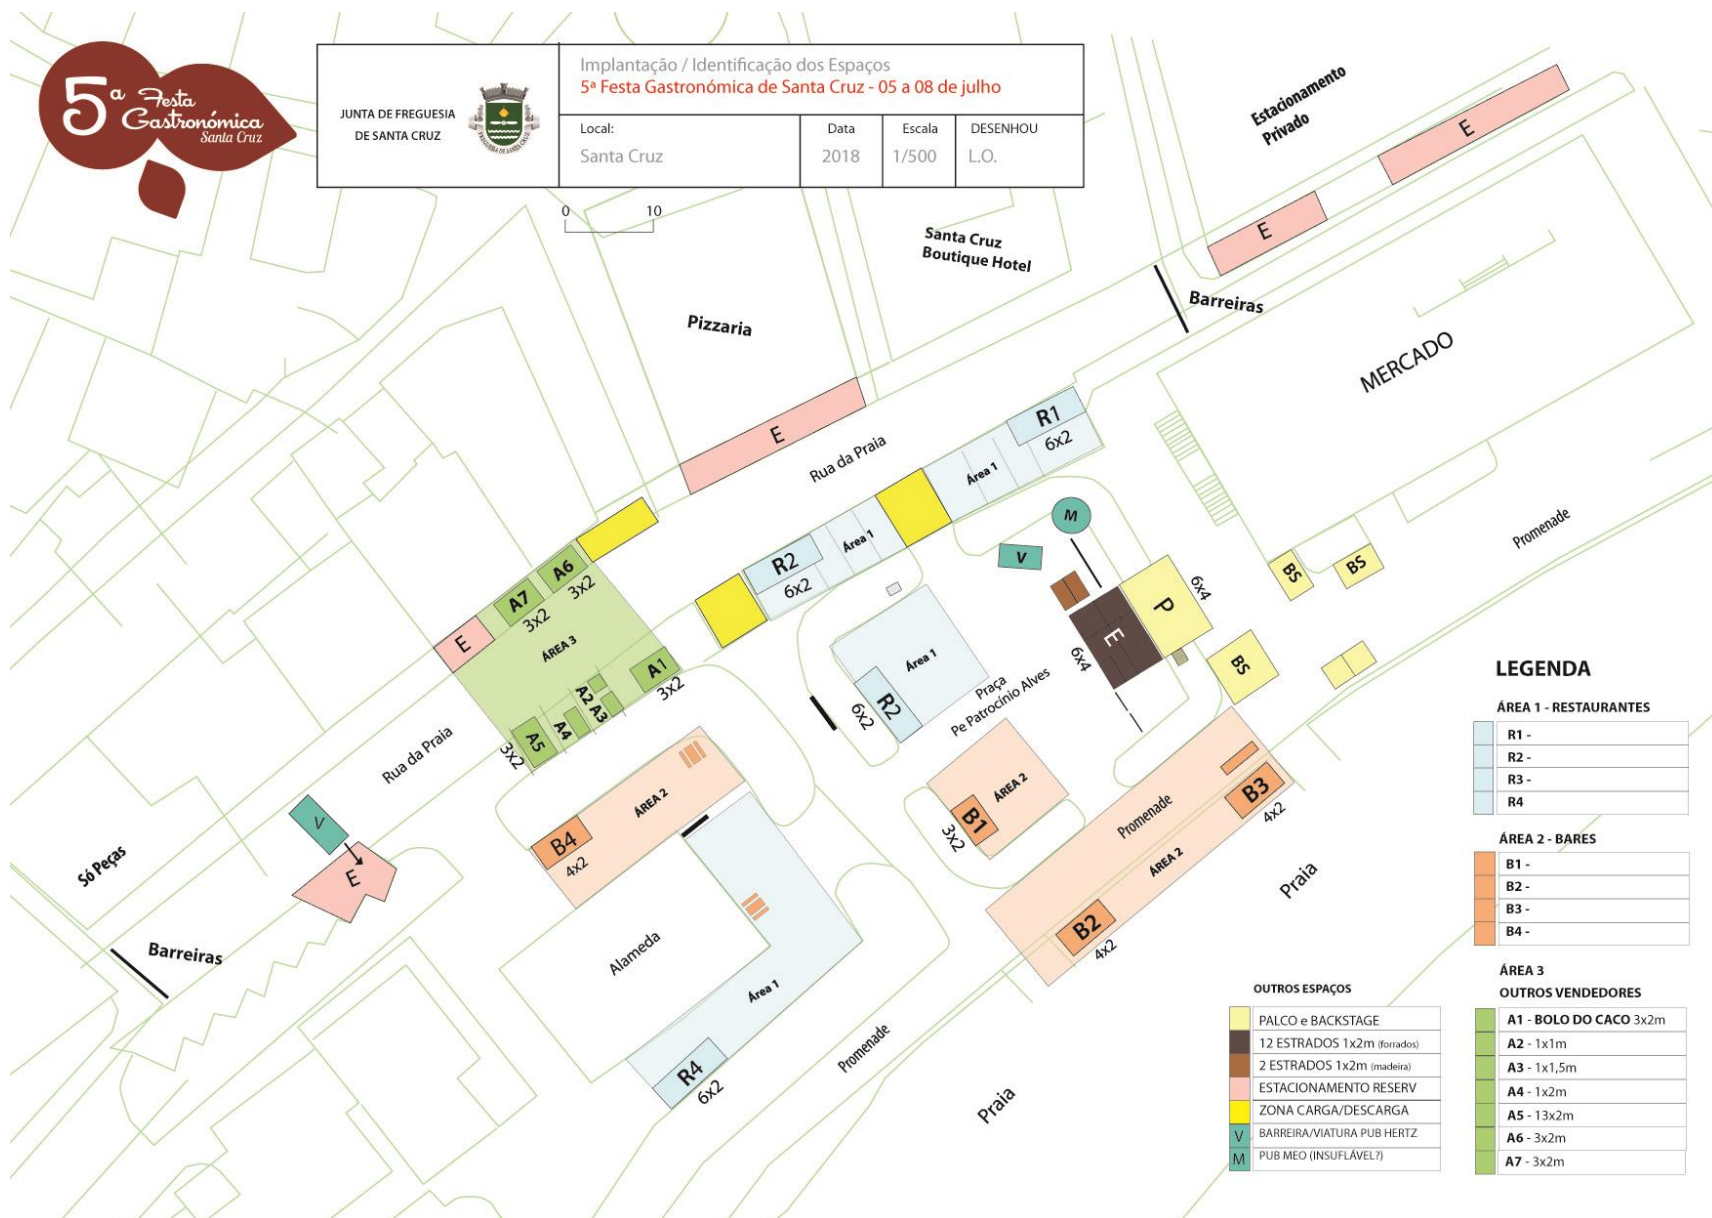 5ª Festa
Gastronómica
Santa Cruz
JUNTA DE FREGUESIA
DE SANTA CRUZ
FREGUESIA DE SANTA CRUZ
Implantação / Identificação dos Espaços
5ª Festa Gastronómica de Santa Cruz - 05 a 08 de julho
Local:
Santa Cruz
Data
2018
Escala
1/500
DESENHOU
L.O.
0
10
Estacionamento
Privado
E
E
Santa Cruz
Boutique Hotel
Barreiras
Pizzaria
MERCADO
E
Rua da Praia
R1
6x2
Área 1
M
V
Área 1
R2
6x2
A6
3x2
A7
3x2
E
ÁREA 3
A1
3x2
A2
A3
A4
A5
3x2
Área 1
R2
6x2
Praça
Pe Patrocínio Alves
E
6x4
P
6x4
BS
BS
BS
Promenade
Rua da Praia
V
E
Só Peças
Barreiras
ÁREA 2
B4
4x2
Alameda
Área 1
R4
6x2
Promenade
ÁREA 2
B1
3x2
Promenade
ÁREA 2
B3
4x2
B2
4x2
Praia
Praia
LEGENDA
ÁREA 1 - RESTAURANTES
R1 -
R2 -
R3 -
R4
ÁREA 2 - BARES
B1 -
B2 -
B3 -
B4 -
ÁREA 3
OUTROS VENDEDORES
A1 - BOLO DO CACO 3x2m
A2 - 1x1m
A3 - 1x1,5m
A4 - 1x2m
A5 - 13x2m
A6 - 3x2m
A7 - 3x2m
OUTROS ESPAÇOS
PALCO e BACKSTAGE
12 ESTRADOS 1x2m (forrados)
2 ESTRADOS 1x2m (madeira)
ESTACIONAMENTO RESERV
ZONA CARGA/DESCARGA
V BARREIRA/VIATURA PUB HERTZ
M PUB MEO (INSUFLÁVEL?)